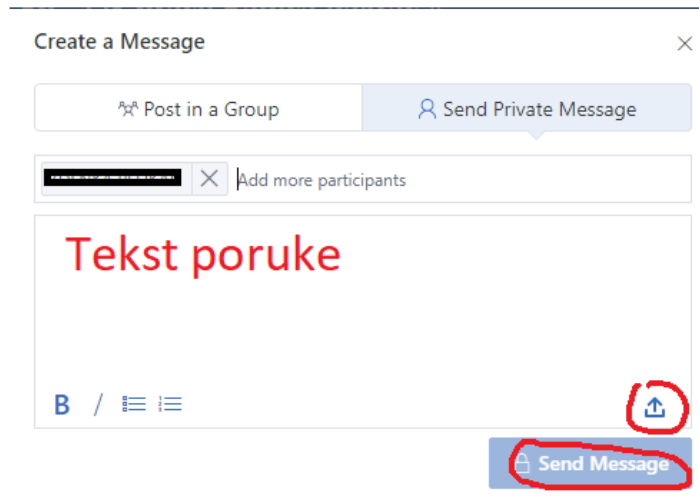 Create a Message
Post in a Group
Send Private Message
Add more participants
Tekst poruke
B /
Send Message